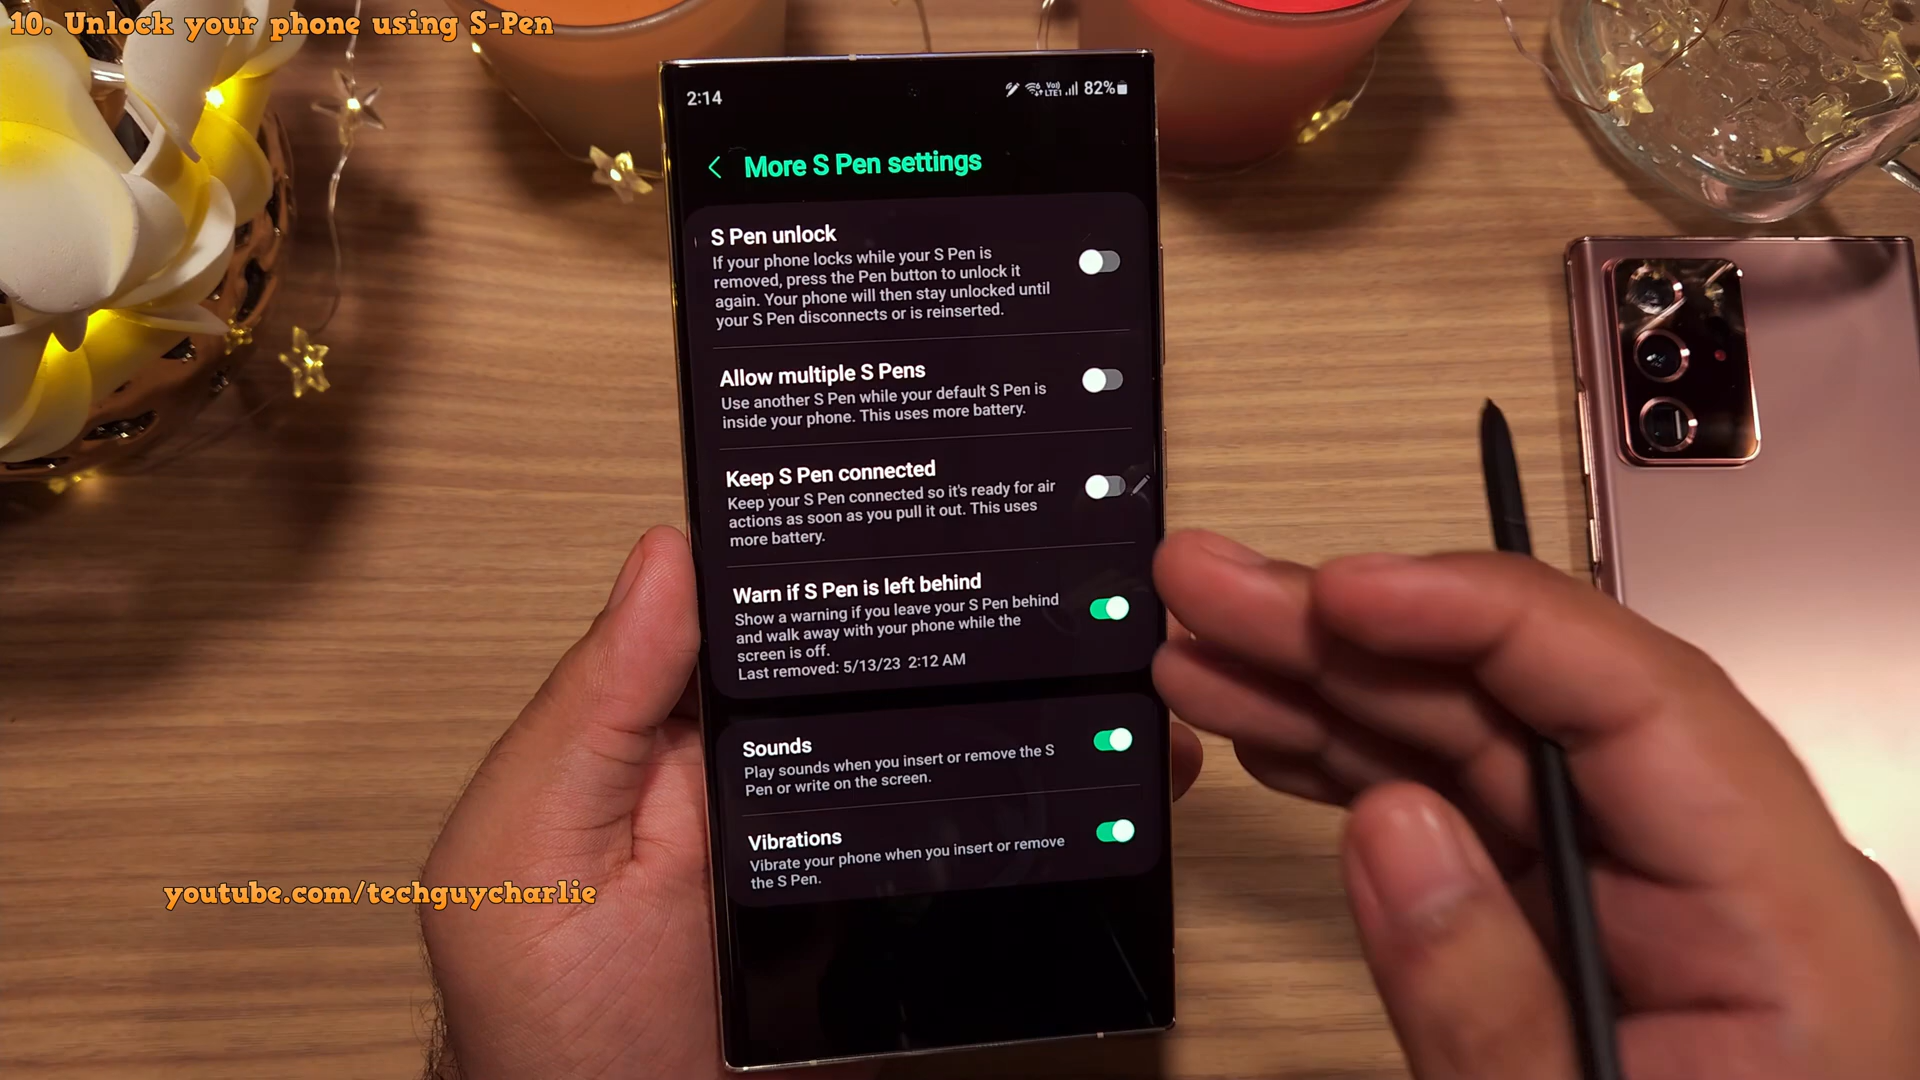 10. Unlock your phone using S-Pen
2:14
82%
More S Pen settings
S Pen unlock
If your phone locks while your S Pen is
removed, press the Pen button to unlock it
again. Your phone will then stay unlocked until
your S Pen disconnects or is reinserted.
Allow multiple S Pens
Use another S Pen while your default S Pen is
inside your phone. This uses more battery.
Keep S Pen connected
Keep your S Pen connected so it's ready for air
actions as soon as you pull it out. This uses
more battery.
Warn if S Pen is left behind
Show a warning if you leave your S Pen behind
and walk away with your phone while the
screen is off.
Last removed: 5/13/23 2:12 AM
Sounds
Play sounds when you insert or remove the S
Pen or write on the screen.
Vibrations
Vibrate your phone when you insert or remove
the S Pen.
youtube.com/techguycharlie